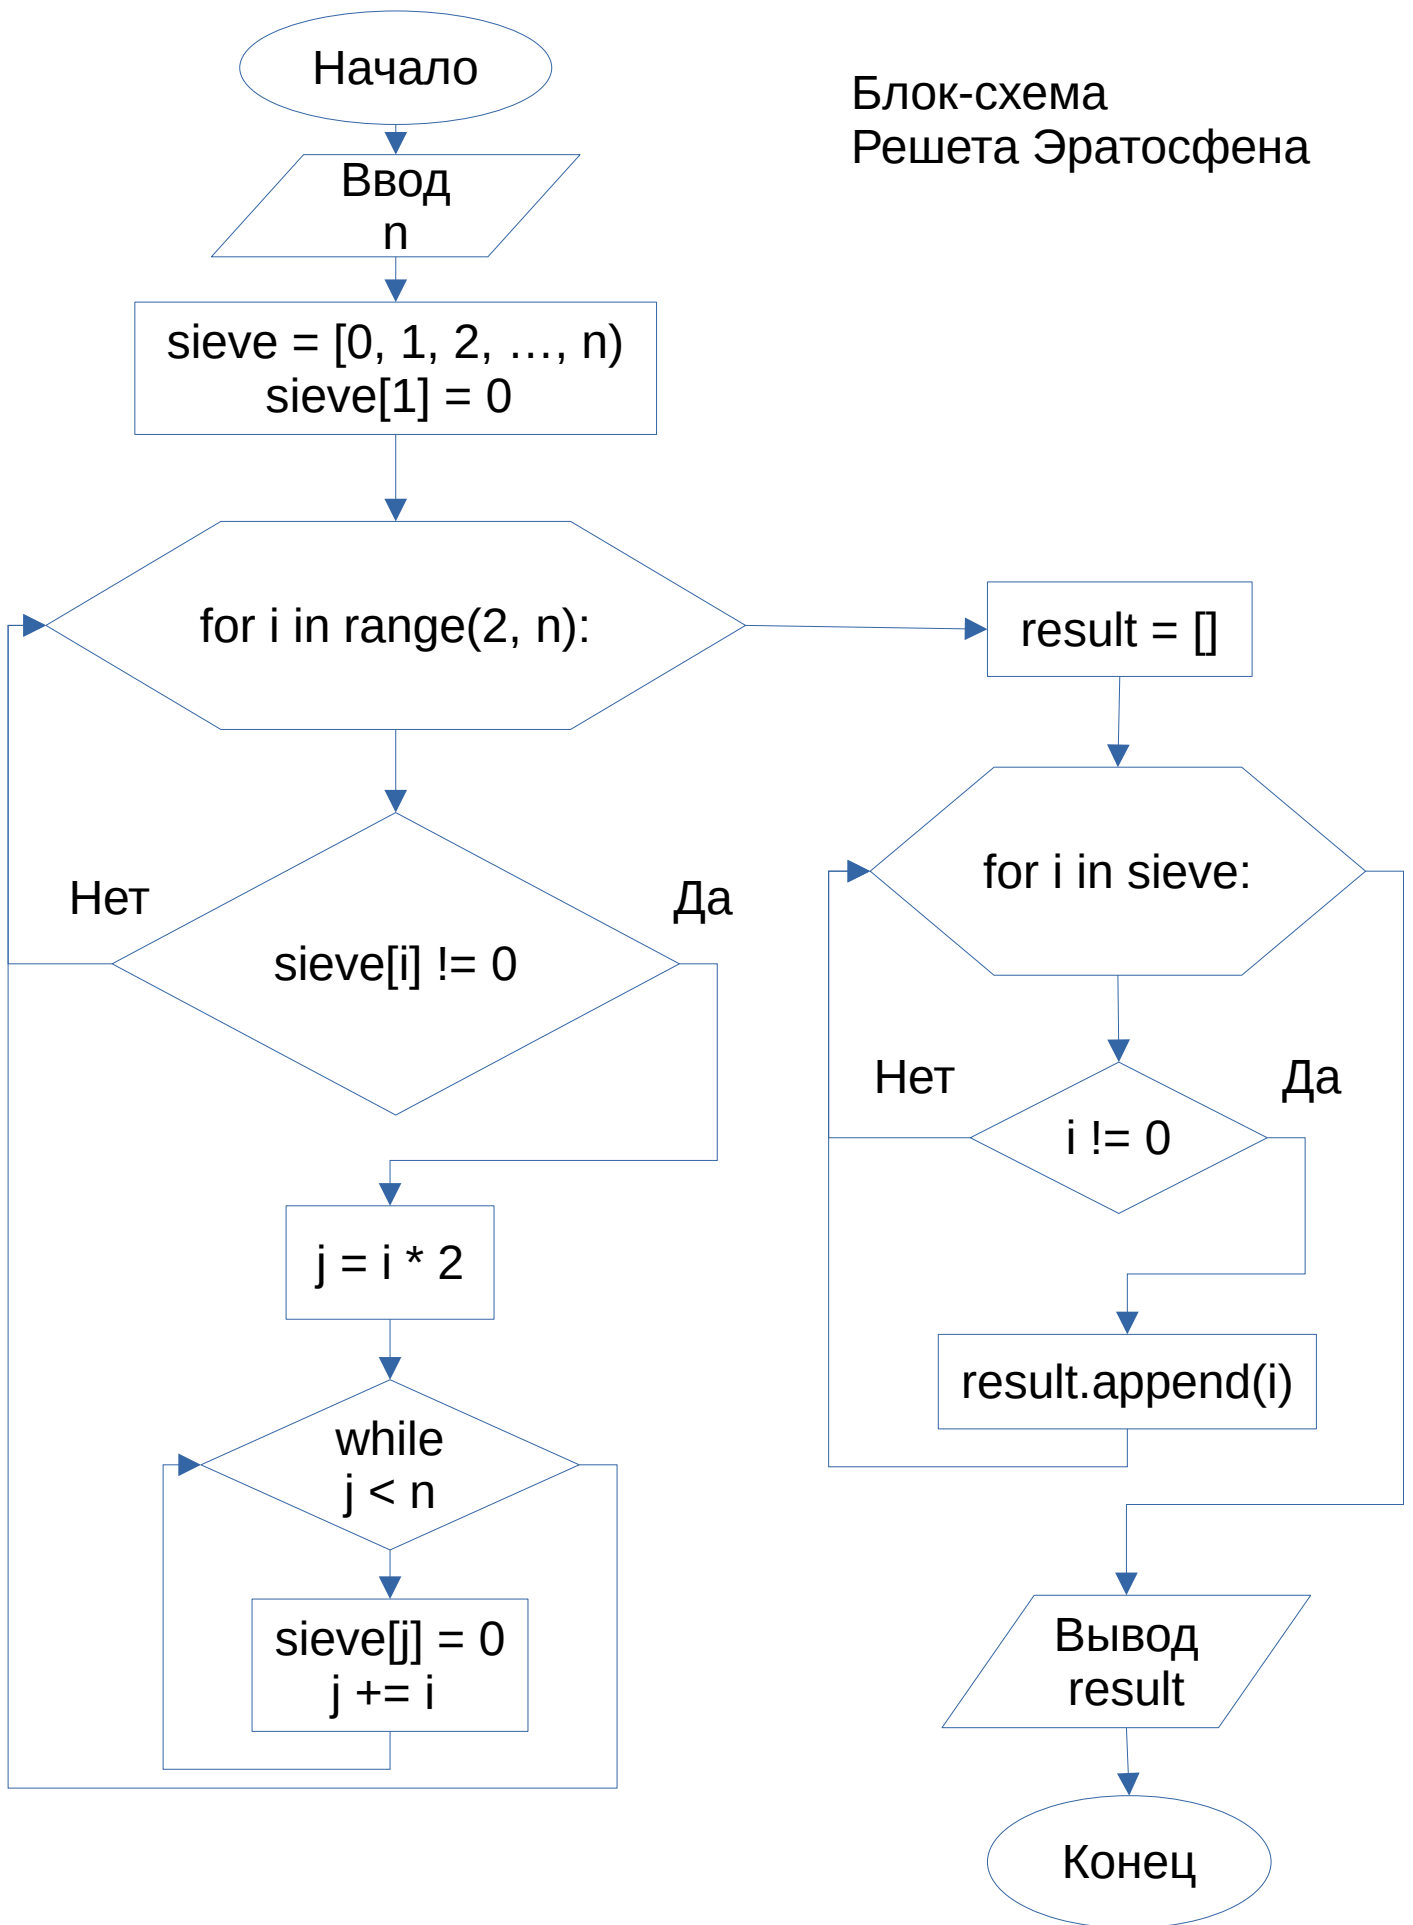 Начало
Блок-схема
Решета Эратосфена
Ввод
n
sieve = [0, 1, 2, …, n)
sieve[1] = 0
for i in range(2, n):
Нет
Да
sieve[i] != 0
j = i * 2
while
j < n
sieve[j] = 0
j += i
result = []
for i in sieve:
Нет
Да
i != 0
result.append(i)
Вывод
result
Конец